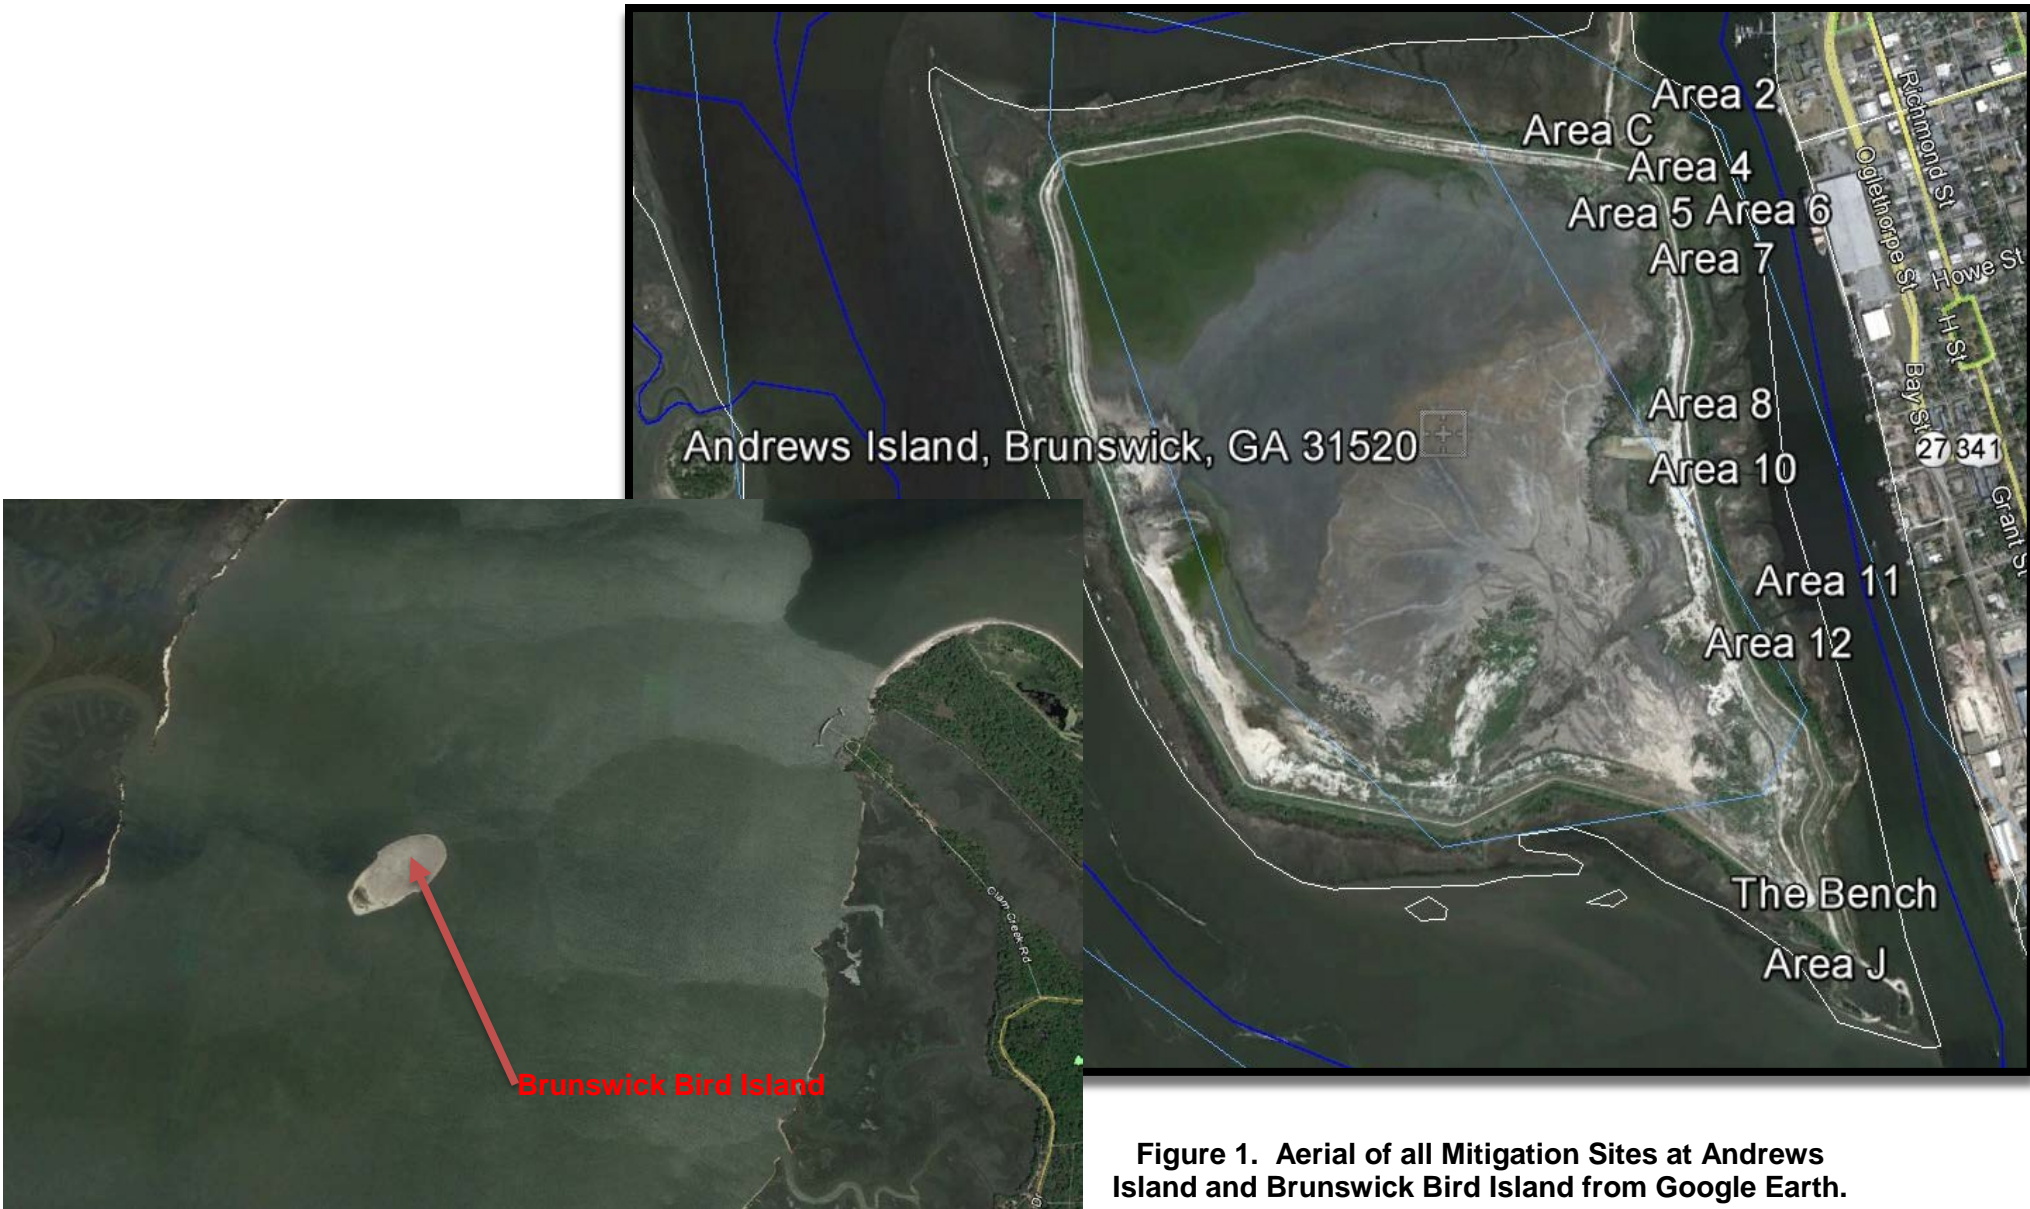 Area 2
Richmond St
Area C
Area 4
Oglethorpe St
Area 5 Area 6
Area 7
Howe St
H St
Area 8
Bay St
Andrews Island, Brunswick, GA 31520
27 341
Area 10
Grant St
Area 11
Area 12
The Bench
Clam Creek Rd
Area J
Brunswick Bird Island
Figure 1. Aerial of all Mitigation Sites at Andrews
Island and Brunswick Bird Island from Google Earth.